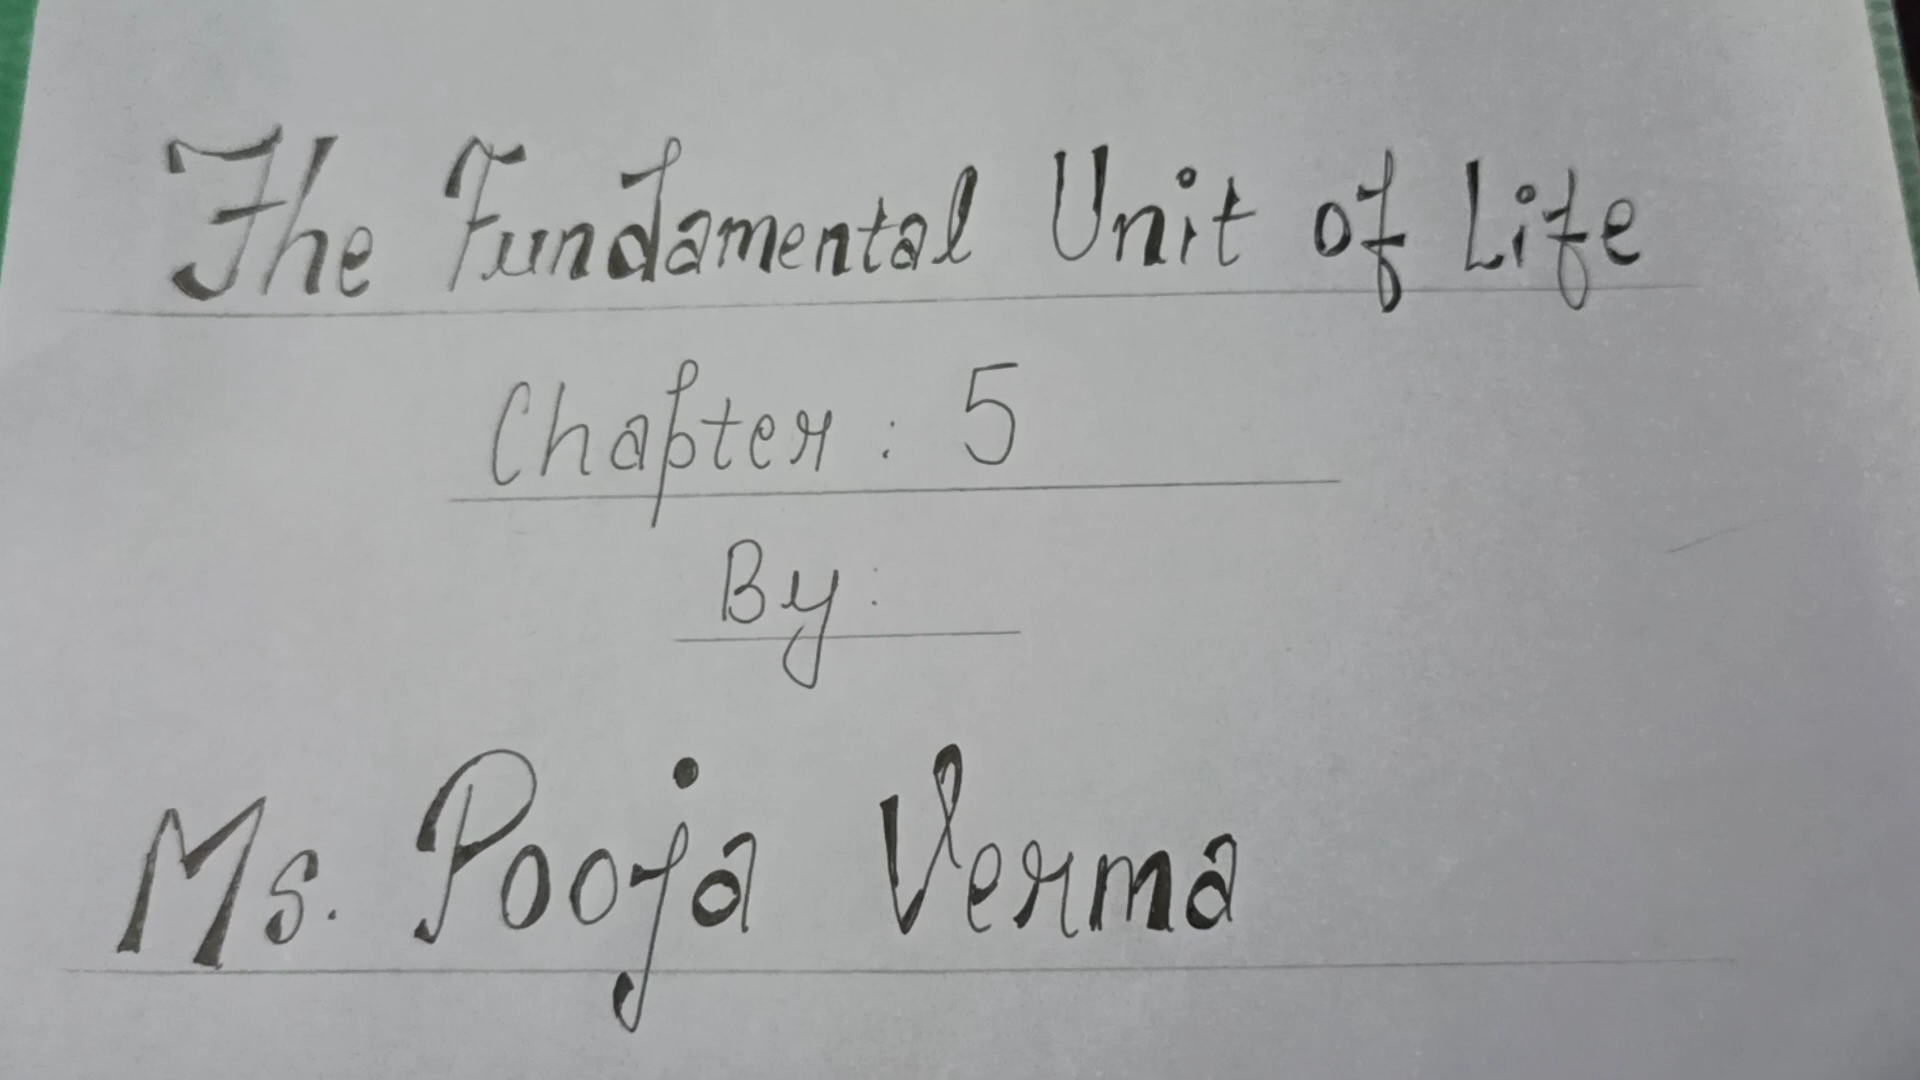 The Fundamental Unit of Life
Chapter : 5
By :
Ms. Pooja Verma